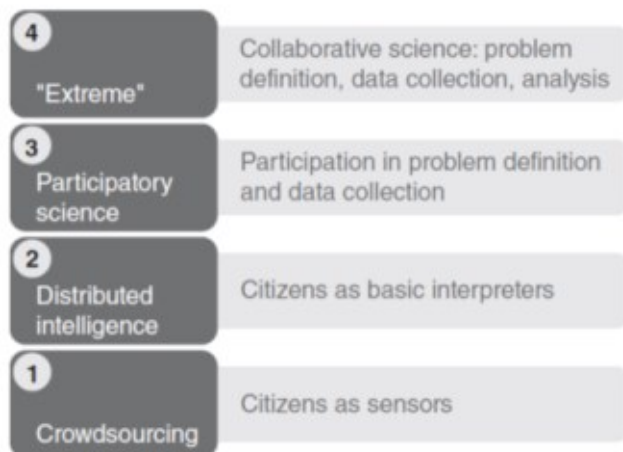 4
"Extreme"
Collaborative science: problem
definition, data collection, analysis
3
Participatory
science
Participation in problem definition
and data collection
2
Distributed
intelligence
Citizens as basic interpreters
1
Crowdsourcing
Citizens as sensors